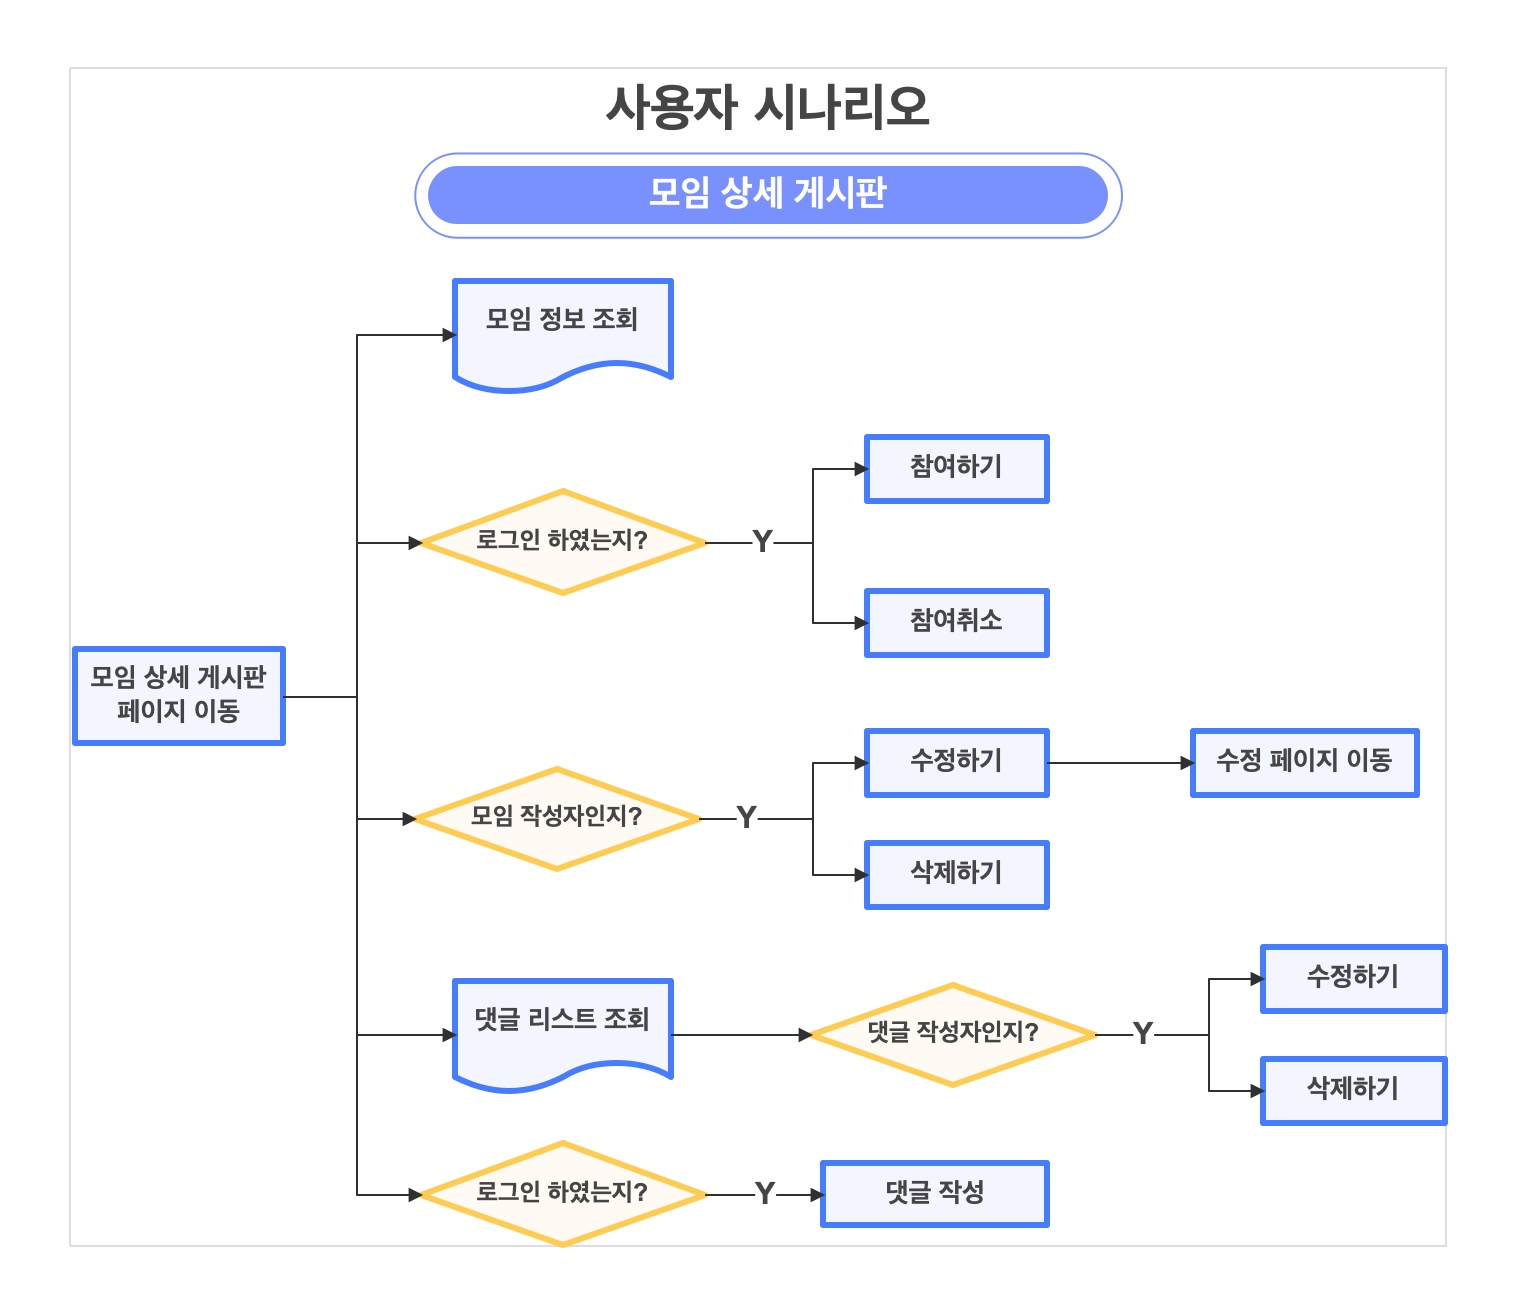 사용자 시나리오
모임 상세 게시판
모임 정보 조회
참여하기
로그인 하였는지?
Y
참여취소
모임 상세 게시판
페이지 이동
수정하기
수정 페이지 이동
모임 작성자인지?
Y
삭제하기
수정하기
댓글 리스트 조회
댓글 작성자인지?
Y
삭제하기
로그인 하였는지?
Y
댓글 작성